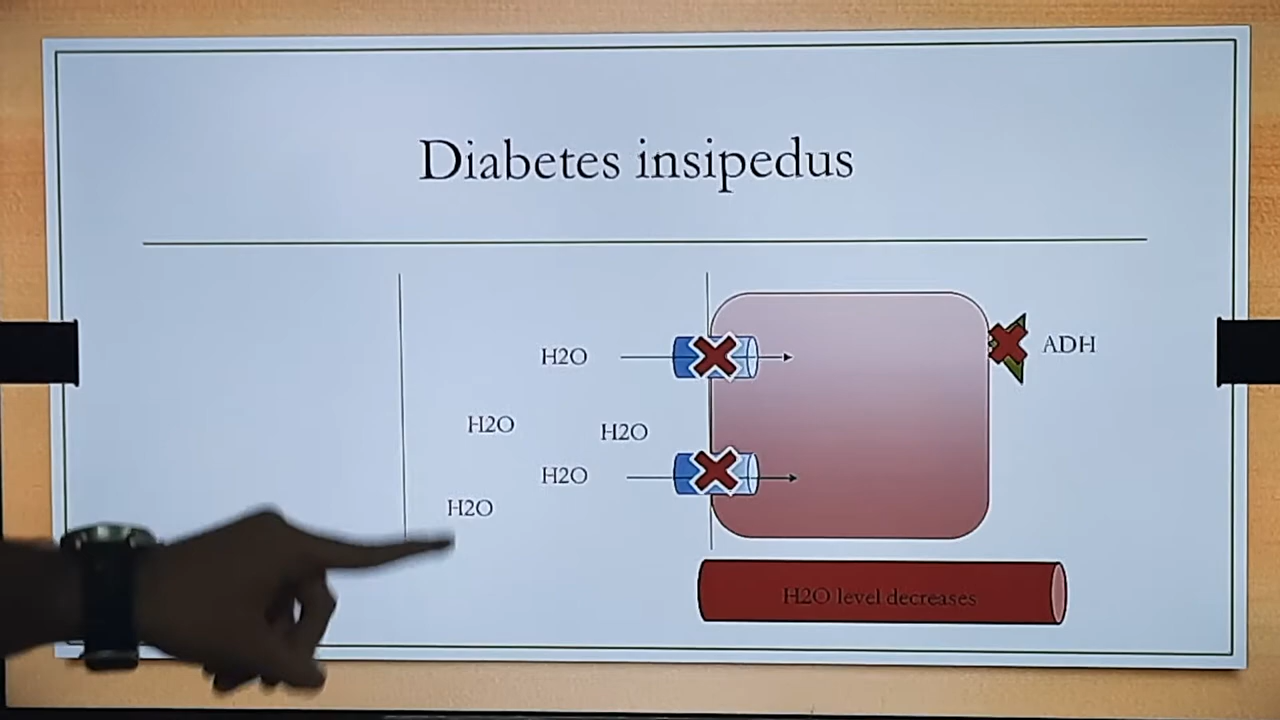 Diabetes insipedus
H2O
ADH
H2O
H2O
H2O
H2O
H2O level decreases